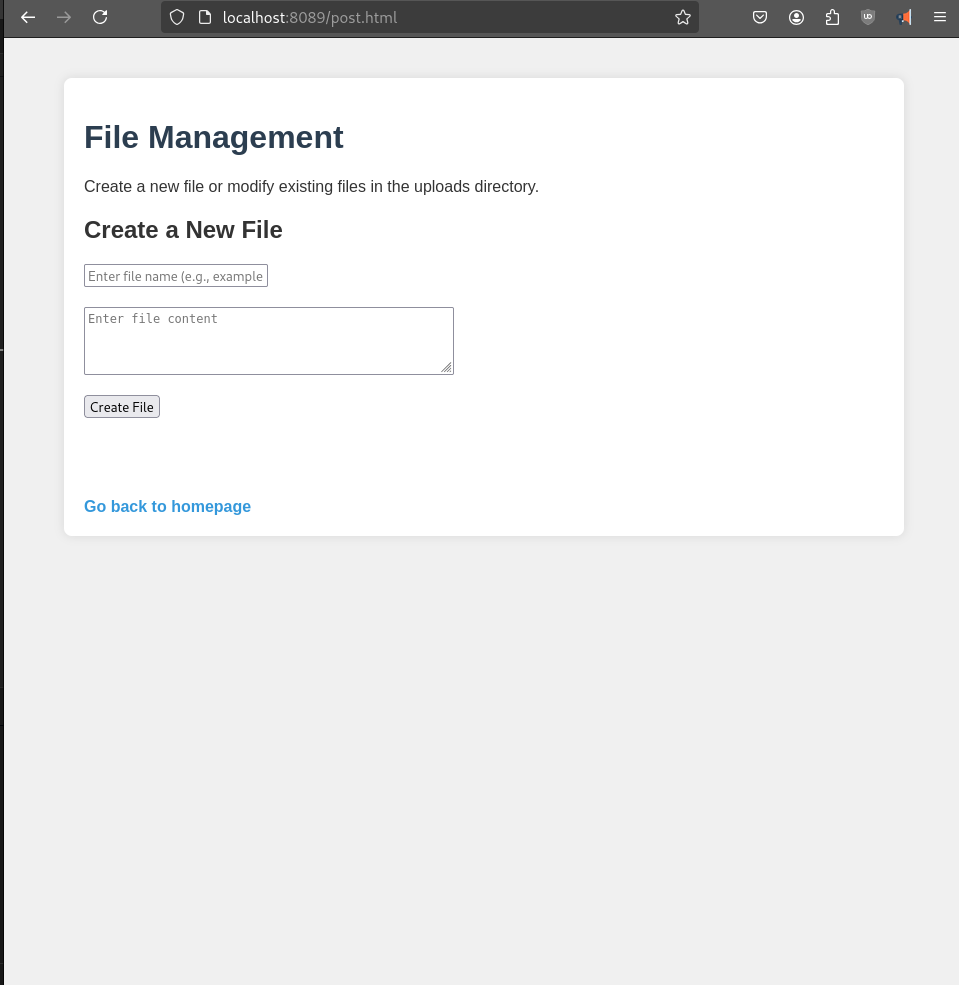 localhost:8089/post.html
File Management
Create a new file or modify existing files in the uploads directory.
Create a New File
Enter file name (e.g., example
Enter file content
Create File
Go back to homepage